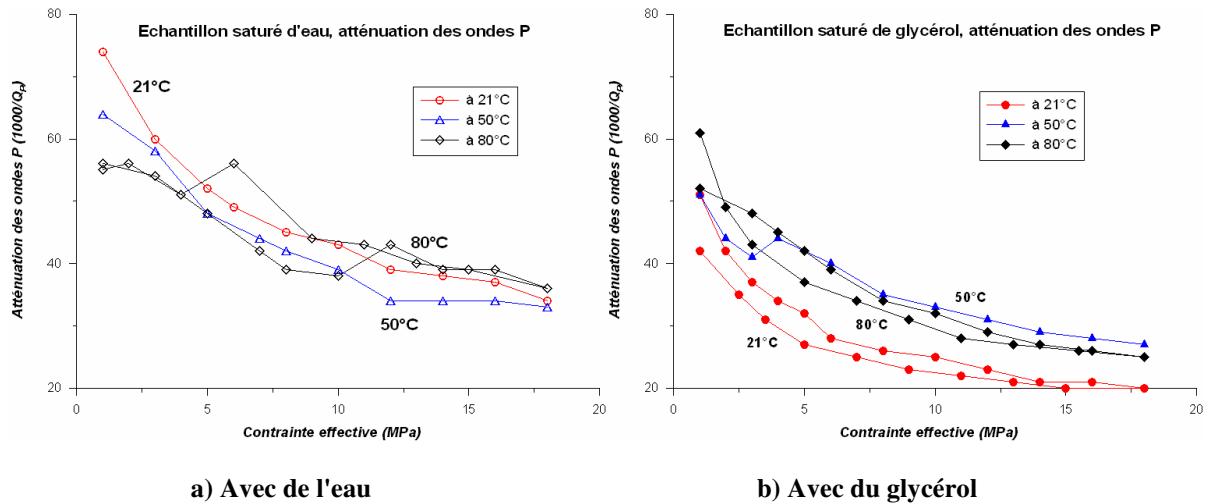 80
60
40
20
Atténuation des ondes P (1000/Qₚ)
Echantillon saturé d'eau, atténuation des ondes P
21°C
à 21°C
à 50°C
à 80°C
80°C
50°C
0
5
10
15
20
Contrainte effective (MPa)
a) Avec de l'eau
80
60
40
20
Atténuation des ondes P (1000/Qₚ)
Echantillon saturé de glycérol, atténuation des ondes P
à 21°C
à 50°C
à 80°C
50°C
80°C
21°C
0
5
10
15
20
Contrainte effective (MPa)
b) Avec du glycérol